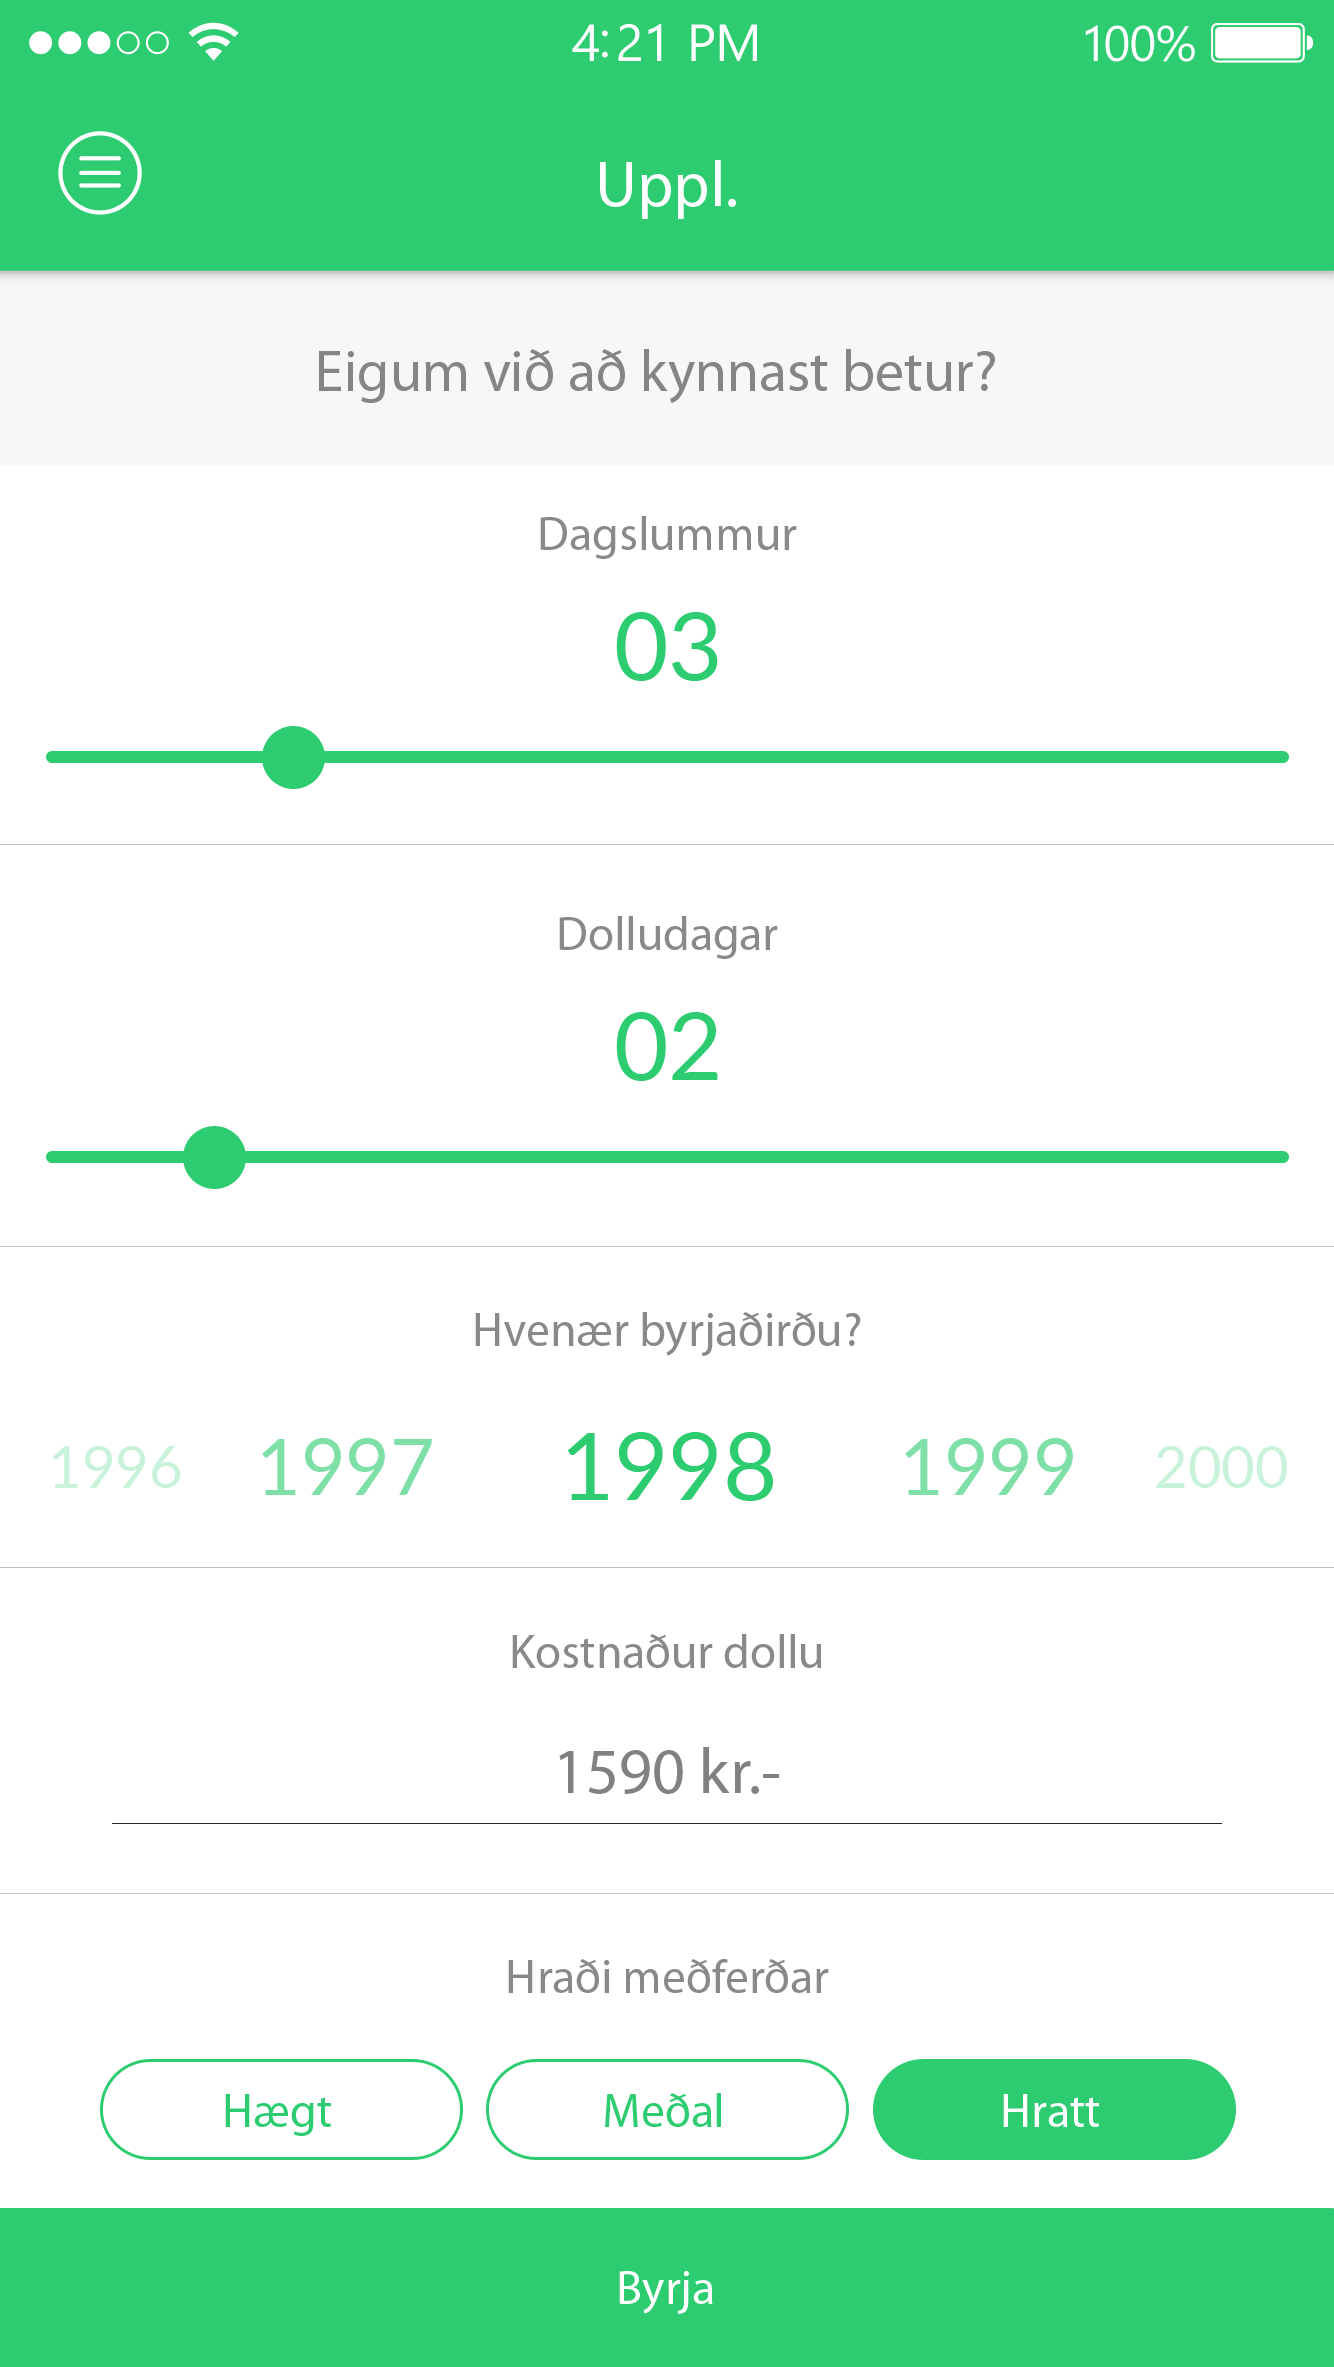 4:21 PM 100%
Uppl.
Eigum við að kynnast betur?
Dagslummur
03
Dolludagar
02
Hvenær byrjaðirðu?
1996 1997 1998 1999 2000
Kostnaður dollu
1590 kr.-
Hraði meðferðar
Hægt Meðal Hratt
Byrja